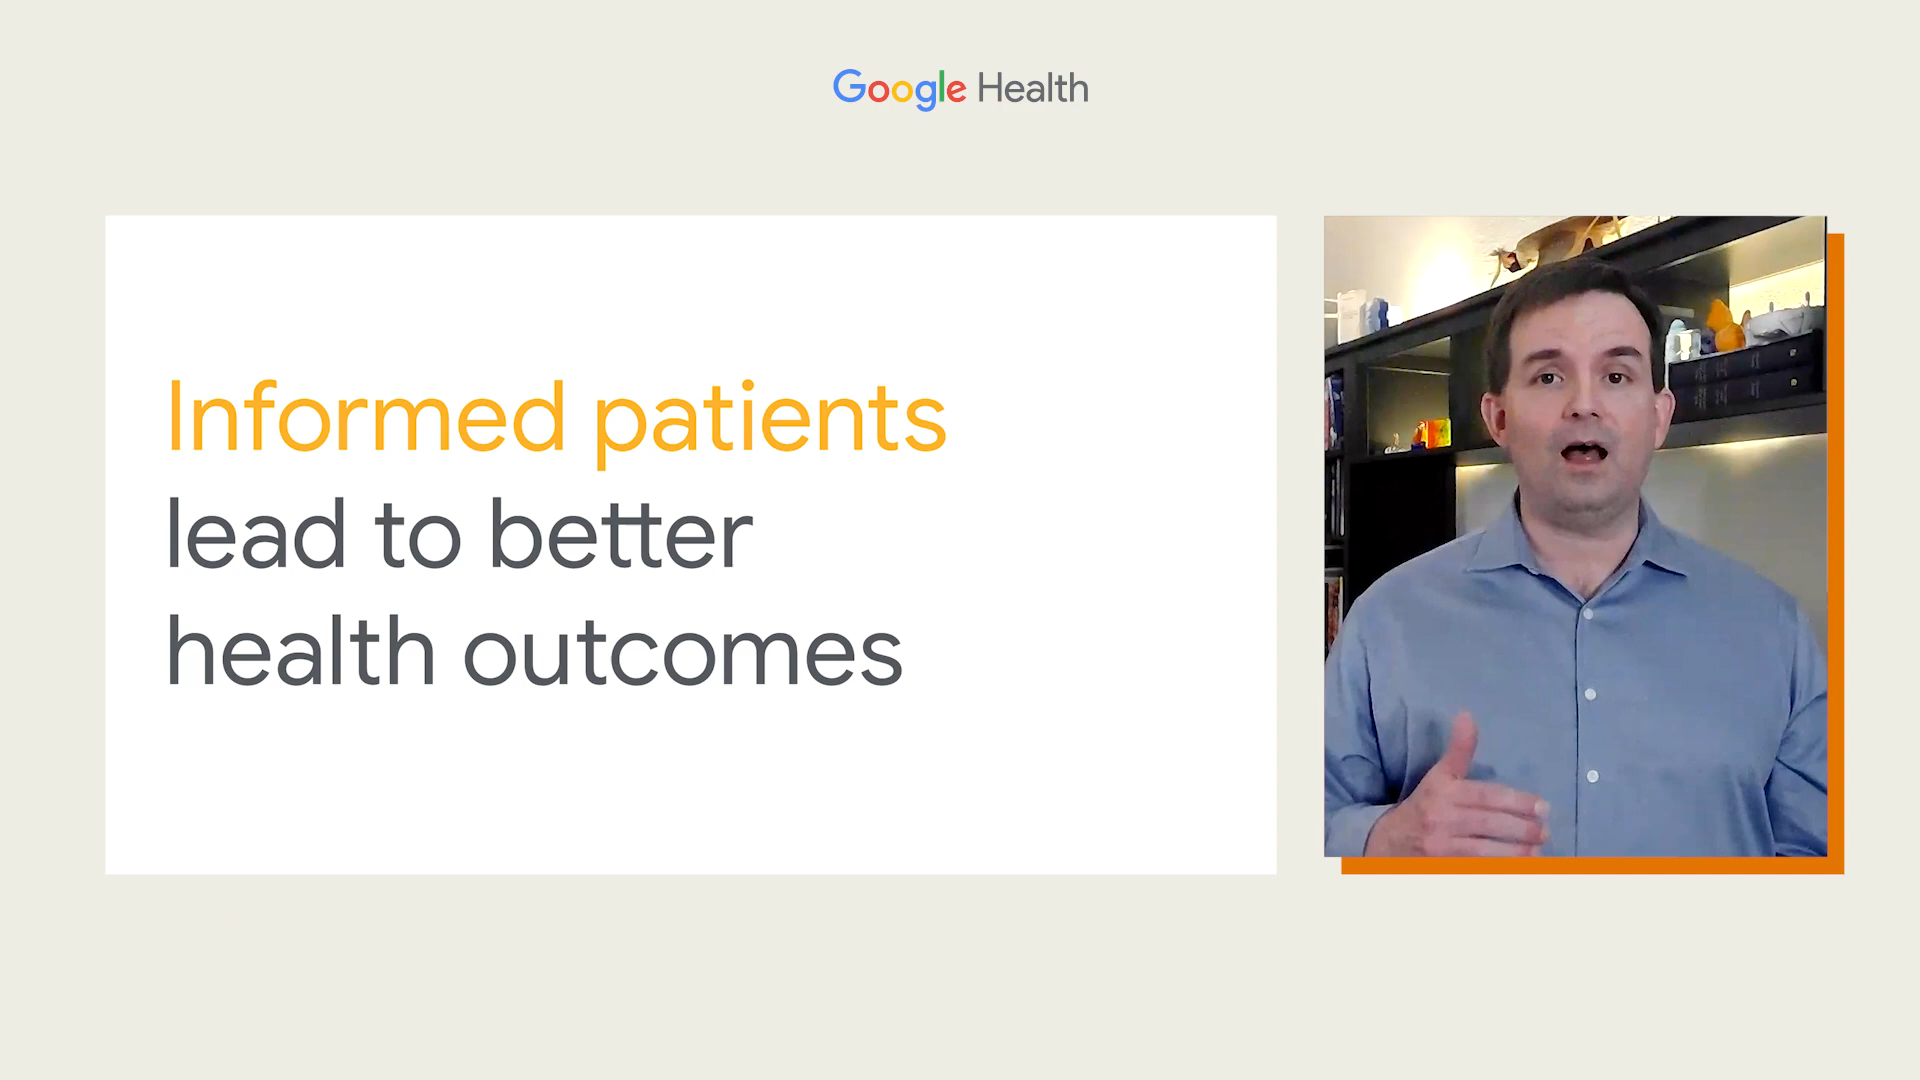 Google Health
Informed patients
lead to better
health outcomes